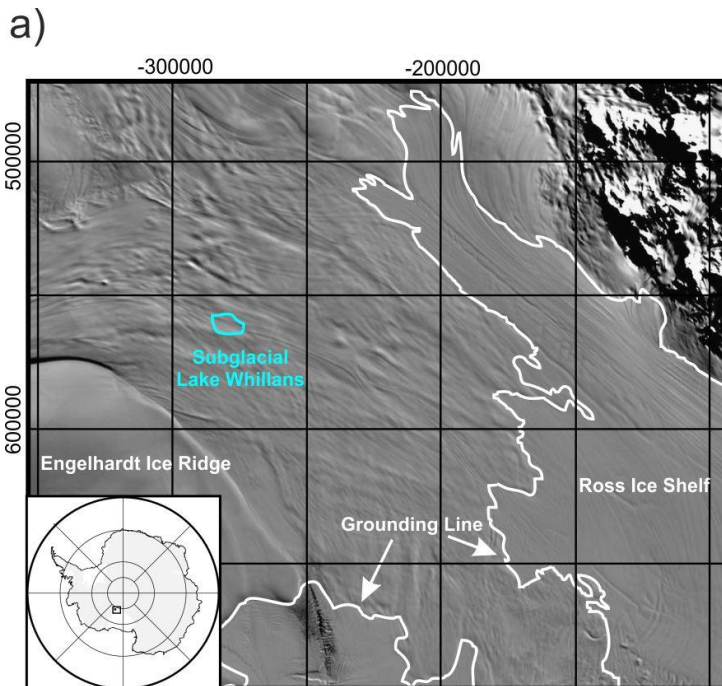 a)
-300000
-200000
500000
600000
Subglacial
Lake Whillans
Engelhardt Ice Ridge
Ross Ice Shelf
Grounding Line